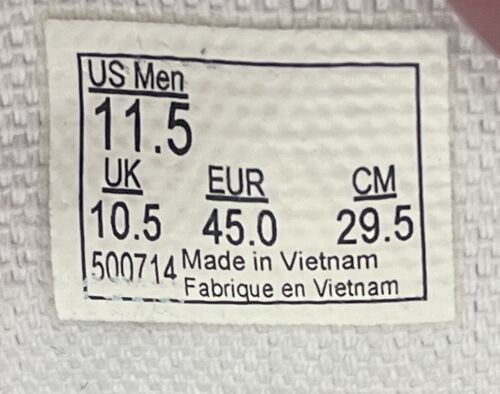 US Men
11.5
UK EUR CM
10.5 45.0 29.5
500714 Made in Vietnam
Fabrique en Vietnam